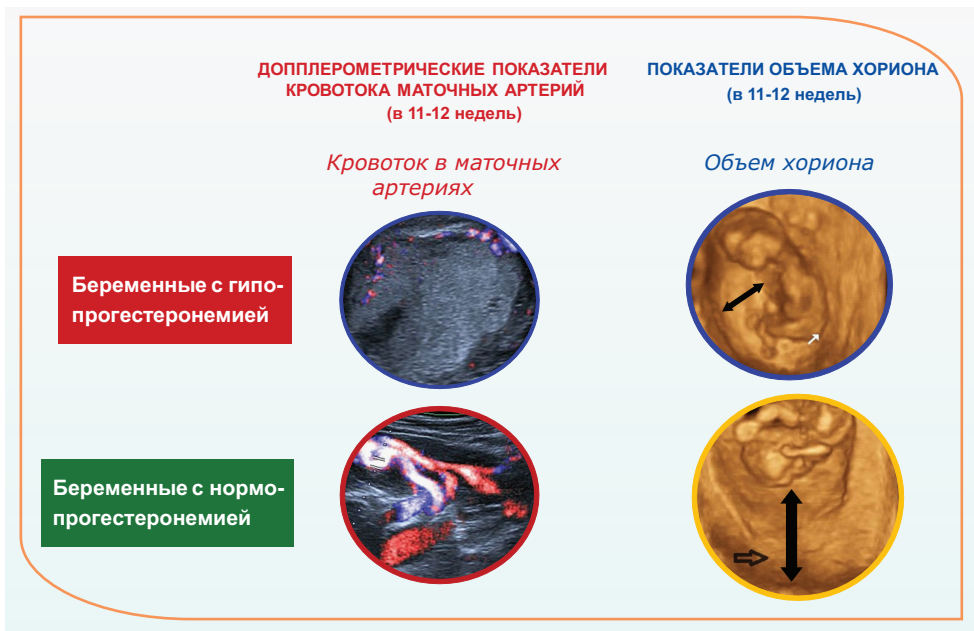 ДОППЛЕРОМЕТРИЧЕСКИЕ ПОКАЗАТЕЛИ
КРОВОТОКА МАТОЧНЫХ АРТЕРИЙ
(в 11-12 недель)
ПОКАЗАТЕЛИ ОБЪЕМА ХОРИОНА
(в 11-12 недель)
Кровоток в маточных
артериях
Объем хориона
Беременные с гипо-
прогестеронемией
Беременные с нормо-
прогестеронемией